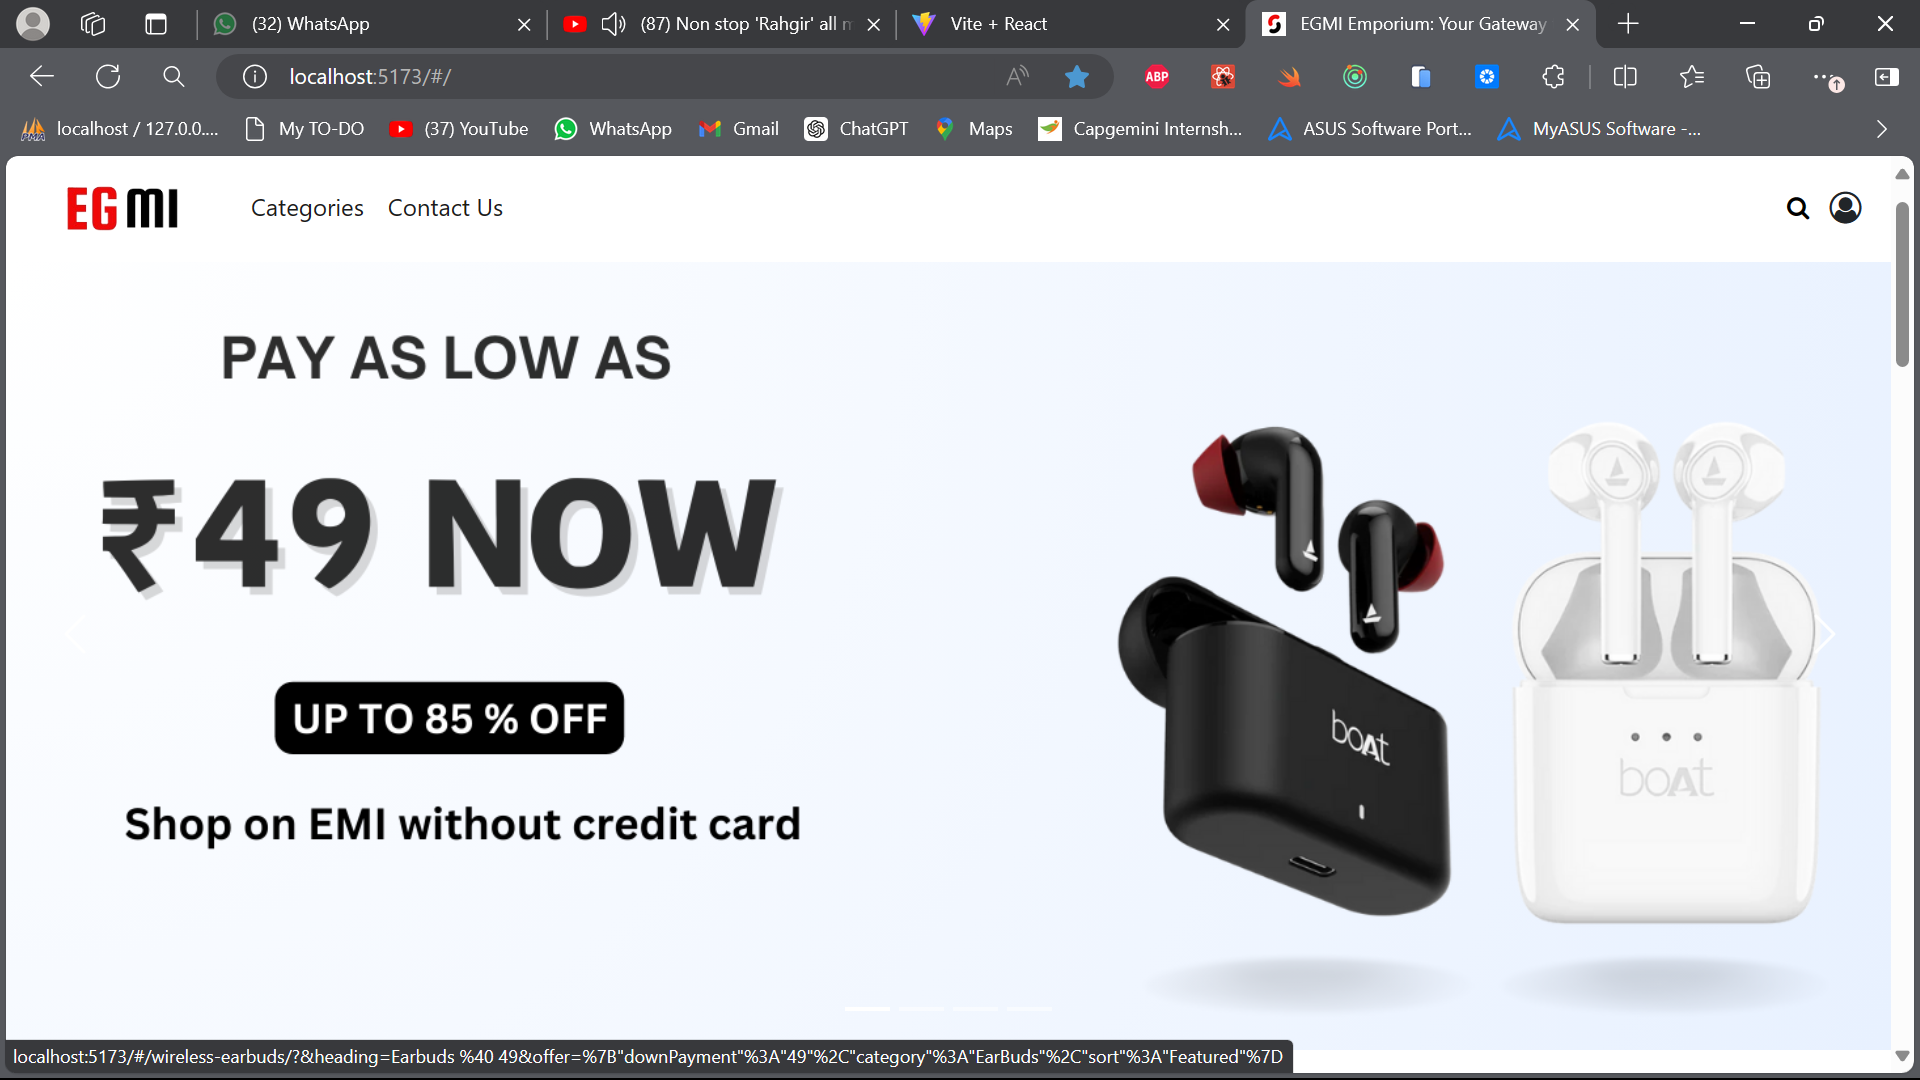 (32) WhatsApp
(87) Non stop 'Rahgir' all m
Vite + React
EGMI Emporium: Your Gateway
localhost:5173/#/
ABP
localhost / 127.0.0....
My TO-DO
(37) YouTube
WhatsApp
Gmail
ChatGPT
Maps
Capgemini Internsh...
ASUS Software Port...
MyASUS Software -...
EGMI
Categories
Contact Us
PAY AS LOW AS
₹49 NOW
UP TO 85 % OFF
Shop on EMI without credit card
boAt
boAt
localhost:5173/#/wireless-earbuds/?&heading=Earbuds %40 49&offer=%7B"downPayment"%3A"49"%2C"category"%3A"EarBuds"%2C"sort"%3A"Featured"%7D